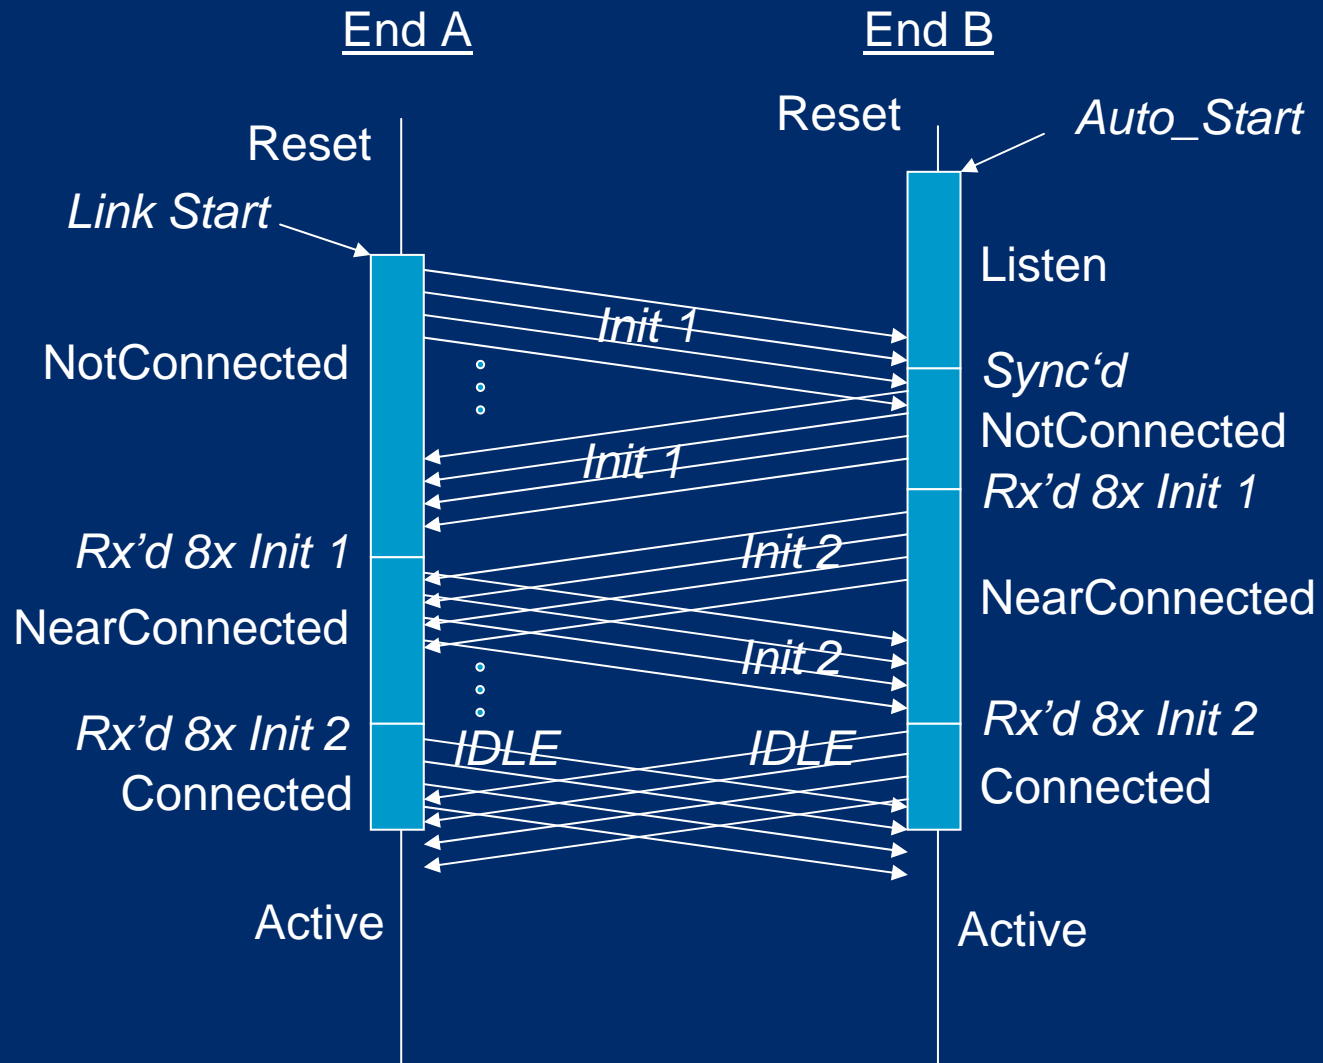 End A
End B
Reset
Auto_Start
Reset
Link Start
Listen
Init 1
NotConnected
Sync‘d
NotConnected
Init 1
Rx’d 8x Init 1
Rx’d 8x Init 1
Init 2
NearConnected
NearConnected
Init 2
Rx’d 8x Init 2
Rx’d 8x Init 2
IDLE
IDLE
Connected
Connected
Active
Active